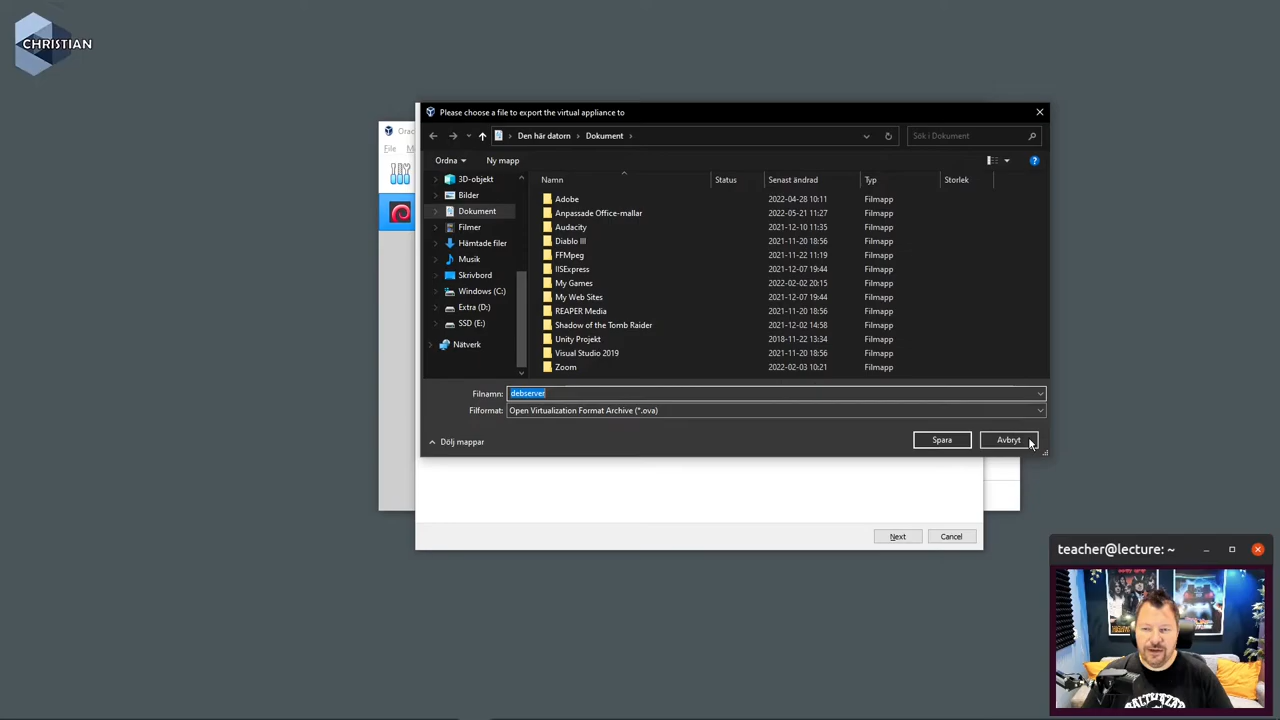 CHRISTIAN
Please choose a file to export the virtual appliance to
Orac
File
M
Den här datorn > Dokument >
Sök i Dokument
Ordna
Ny mapp
Namn Status Senast ändrad Typ Storlek
3D-objekt
Bilder
Dokument
Filmer
Hämtade filer
Musik
Skrivbord
Windows (C:)
Extra (D:)
SSD (E:)
Nätverk
Adobe 2022-04-28 10:11 Filmapp
Anpassade Office-mallar 2022-05-21 11:27 Filmapp
Audacity 2021-12-10 11:35 Filmapp
Diablo III 2021-11-20 18:56 Filmapp
FFMpeg 2021-11-22 11:19 Filmapp
IISExpress 2021-12-07 19:44 Filmapp
My Games 2022-02-02 20:15 Filmapp
My Web Sites 2021-12-07 19:44 Filmapp
REAPER Media 2021-11-20 18:56 Filmapp
Shadow of the Tomb Raider 2021-12-02 14:58 Filmapp
Unity Projekt 2018-11-22 13:34 Filmapp
Visual Studio 2019 2021-11-20 18:56 Filmapp
Zoom 2022-02-03 10:21 Filmapp
Filnamn: debserver
Filformat: Open Virtualization Format Archive (*.ova)
Dölj mappar
Spara
Avbryt
Next
Cancel
teacher@lecture: ~